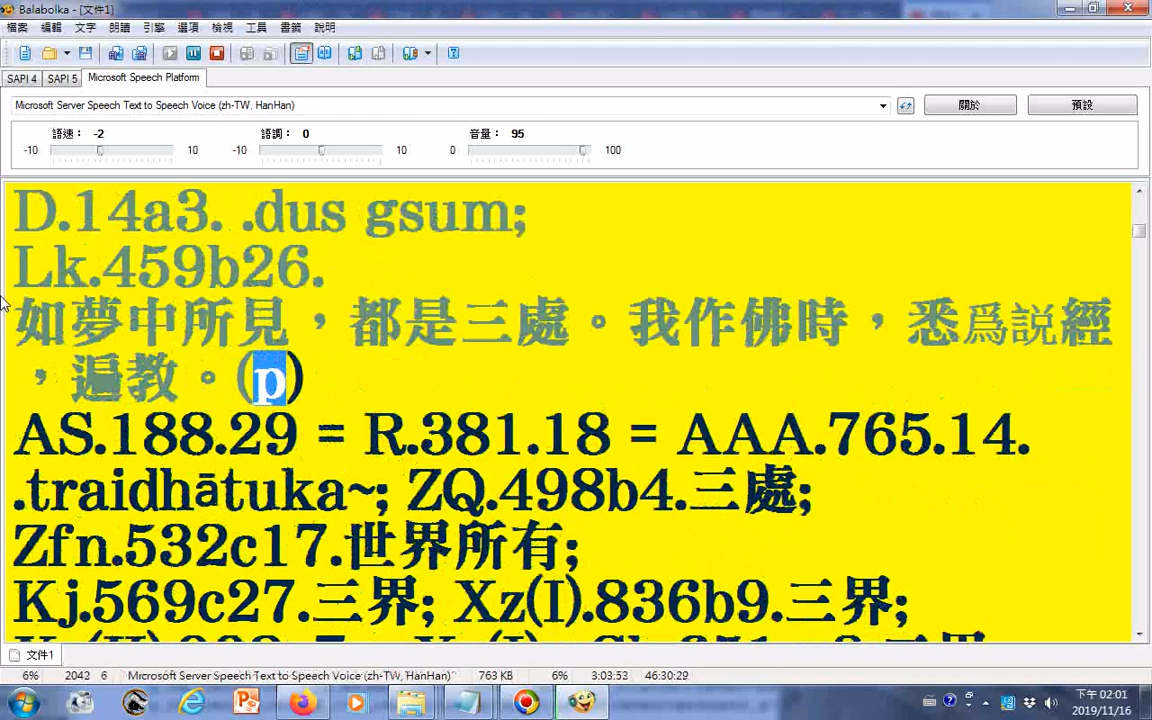 Balabolka - [文件1]
檔案 編輯 文字 朗讀 引擎 選項 檢視 工具 書籤 說明
SAPI 4 SAPI 5 Microsoft Speech Platform
Microsoft Server Speech Text to Speech Voice (zh-TW, HanHan) 關於 預設
語速： -2 語調： 0 音量： 95
-10 10 -10 10 0 100
D.14a3. .dus gsum;
Lk.459b26.
如夢中所見，都是三處。我作佛時，悉爲説經
，遍教。(p)
AS.188.29 = R.381.18 = AAA.765.14.
.traidhātuka~; ZQ.498b4.三處;
Zfn.532c17.世界所有;
Kj.569c27.三界; Xz(I).836b9.三界;
文件1
6% 2042 6 Microsoft Server Speech Text to Speech Voice (zh-TW, HanHan) 763 KB 6% 3:03:53 46:30:29
下午 02:01
2019/11/16